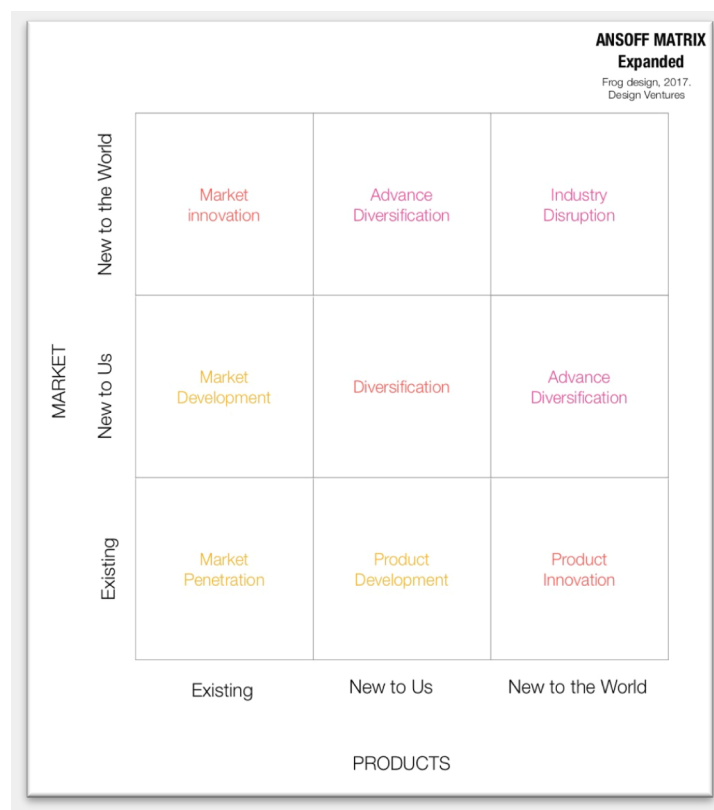 ANSOFF MATRIX
Expanded
Frog design, 2017.
Design Ventures
MARKET
New to the World
Market
innovation
Advance
Diversification
Industry
Disruption
New to Us
Market
Development
Diversification
Advance
Diversification
Existing
Market
Penetration
Product
Development
Product
Innovation
Existing
New to Us
New to the World
PRODUCTS